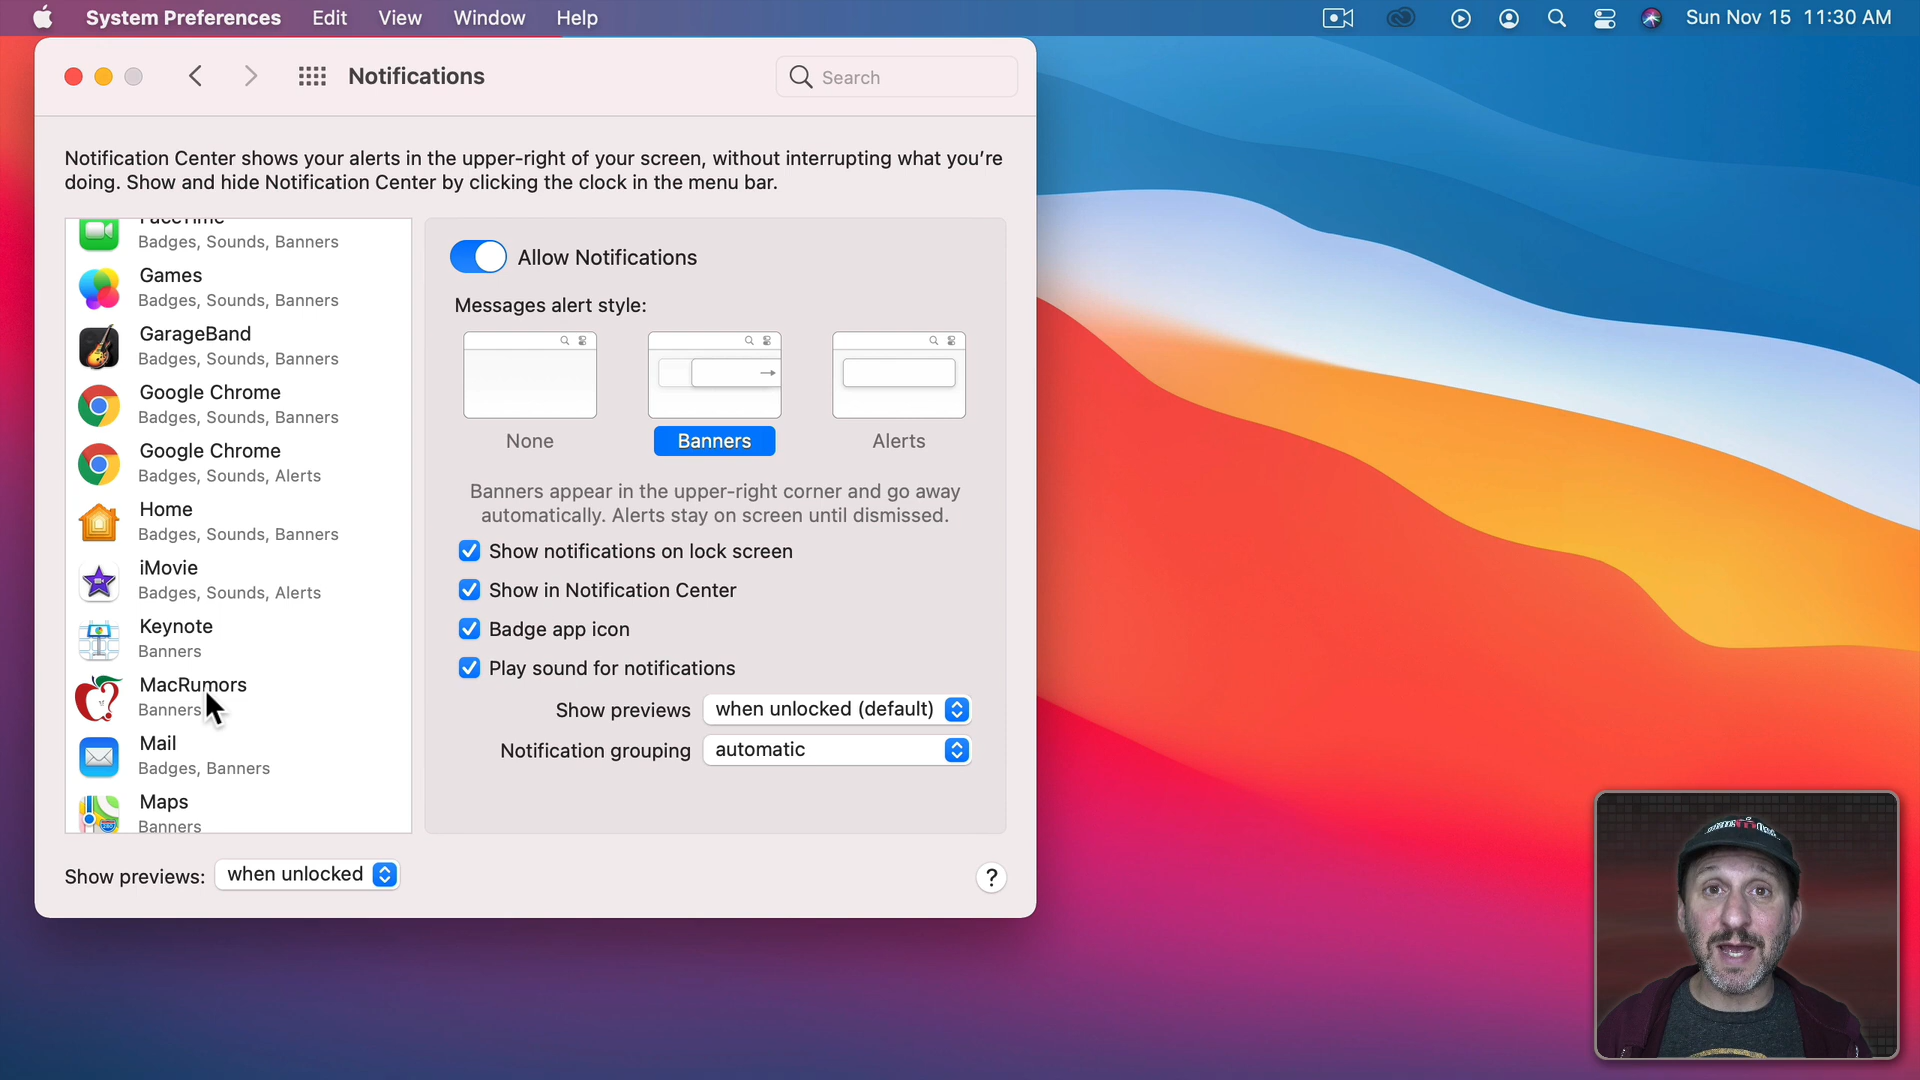 System Preferences Edit View Window Help Sun Nov 15 11:30 AM
Notifications
Search
Notification Center shows your alerts in the upper-right of your screen, without interrupting what you're
doing. Show and hide Notification Center by clicking the clock in the menu bar.
FaceTime
Badges, Sounds, Banners
Games
Badges, Sounds, Banners
GarageBand
Badges, Sounds, Banners
Google Chrome
Badges, Sounds, Banners
Google Chrome
Badges, Sounds, Alerts
Home
Badges, Sounds, Banners
iMovie
Badges, Sounds, Alerts
Keynote
Banners
MacRumors
Banners
Mail
Badges, Banners
Maps
Banners
Allow Notifications
Messages alert style:
None Banners Alerts
Banners appear in the upper-right corner and go away
automatically. Alerts stay on screen until dismissed.
Show notifications on lock screen
Show in Notification Center
Badge app icon
Play sound for notifications
Show previews when unlocked (default)
Notification grouping automatic
Show previews: when unlocked
?